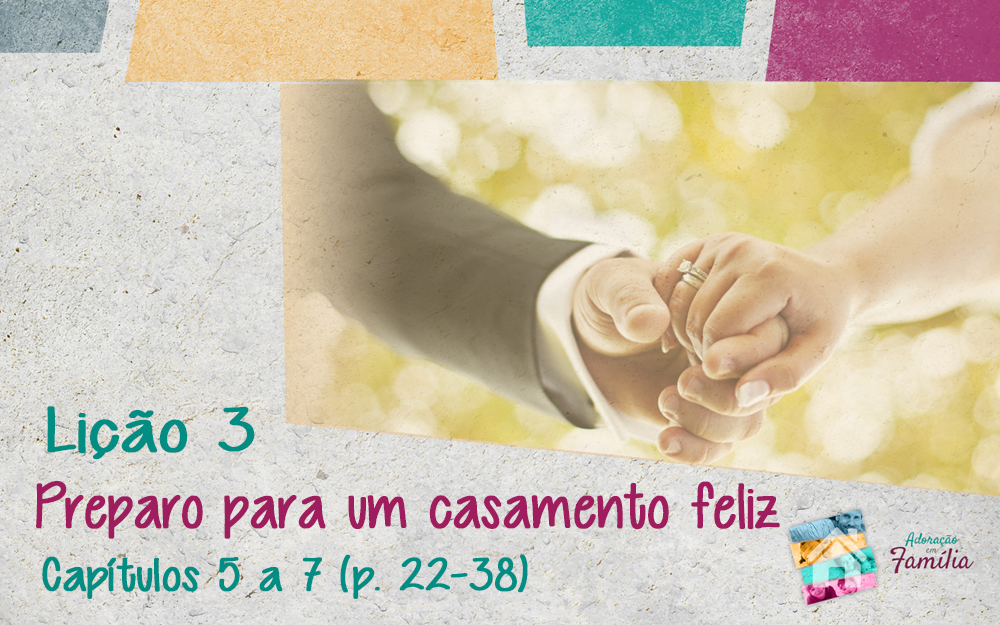 Lição 3
Preparo para um casamento feliz
Capítulos 5 a 7 (p. 22-38)
Adoração
em
Família